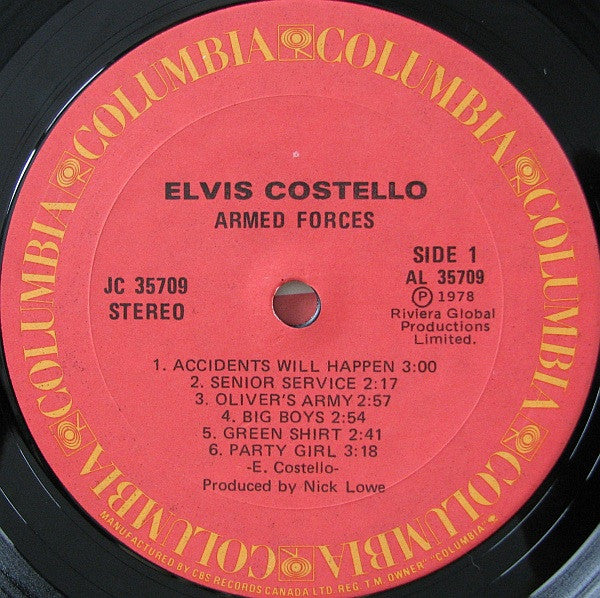 COLUMBIA COLUMBIA COLUMBIA COLUMBIA COLUMBIA COLUMBIA
ELVIS COSTELLO
ARMED FORCES
JC 35709
STEREO
SIDE 1
AL 35709
Ⓟ 1978
Riviera Global
Productions
Limited.
1. ACCIDENTS WILL HAPPEN 3:00
2. SENIOR SERVICE 2:17
3. OLIVER'S ARMY 2:57
4. BIG BOYS 2:54
5. GREEN SHIRT 2:41
6. PARTY GIRL 3:18
-E. Costello-
Produced by Nick Lowe
MANUFACTURED BY CBS RECORDS CANADA LTD. REG. T.M. OWNER "COLUMBIA"